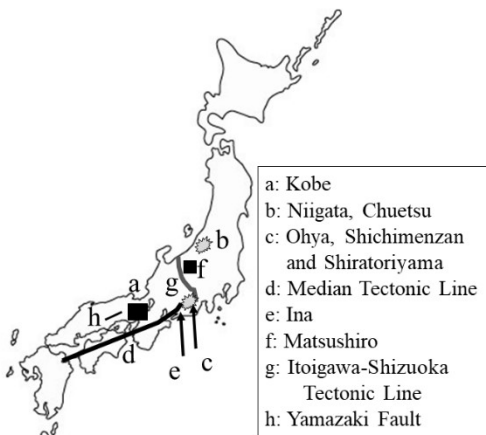 b
f
g
a
h
d
e
c
a: Kobe
b: Niigata, Chuetsu
c: Ohya, Shichimenzan
and Shiratoriyama
d: Median Tectonic Line
e: Ina
f: Matsushiro
g: Itoigawa-Shizuoka
Tectonic Line
h: Yamazaki Fault